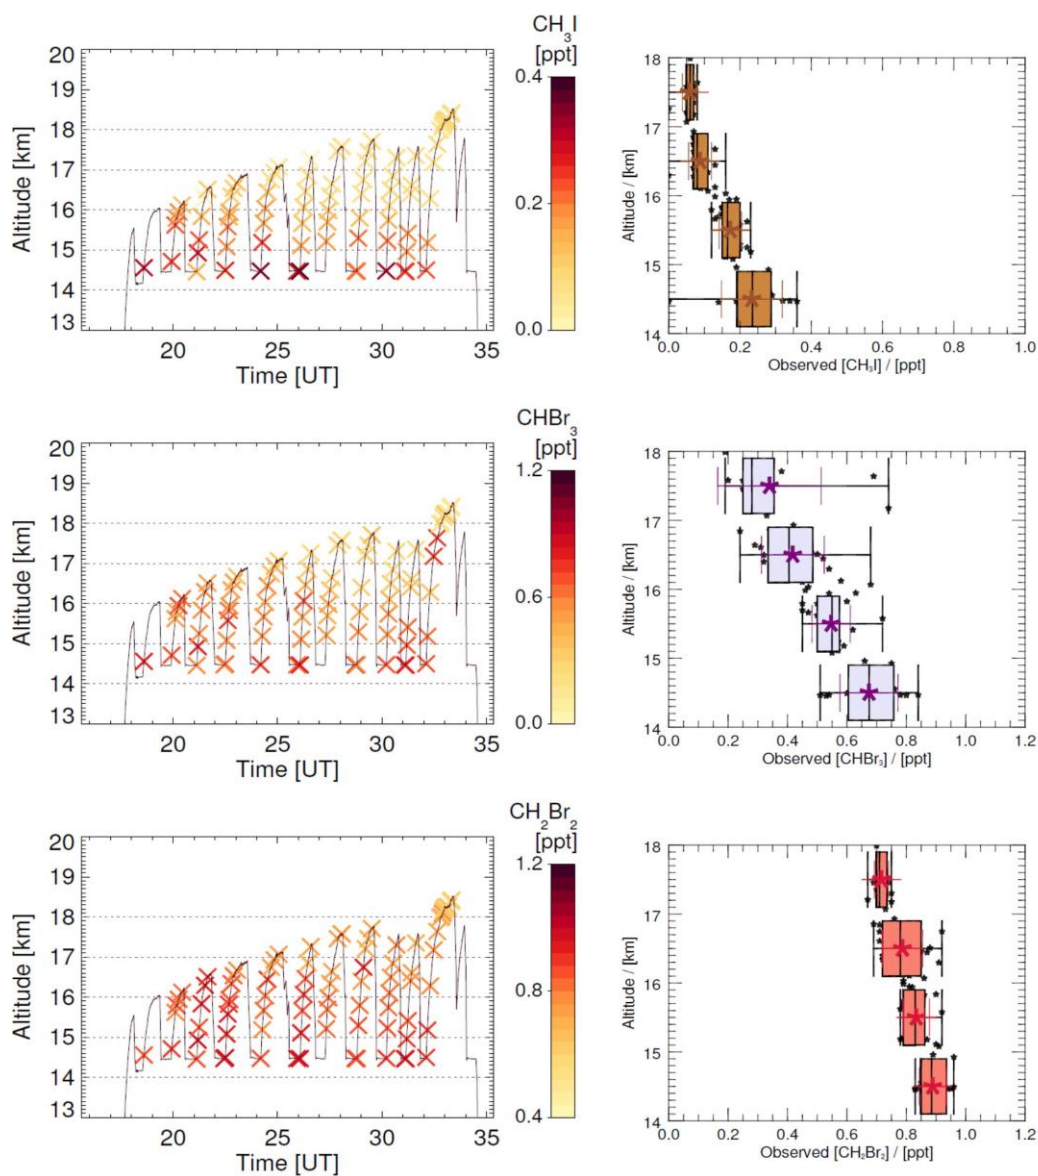 CH3I
[ppt]
20
19
18
17
16
15
14
13
Altitude [km]
20 25 30 35
Time [UT]
0.4
0.2
0.0
18
17
16
15
14
Altitude / [km]
0.0 0.2 0.4 0.6 0.8 1.0
Observed [CH3I] / [ppt]
CHBr3
[ppt]
20
19
18
17
16
15
14
13
Altitude [km]
20 25 30 35
Time [UT]
1.2
0.6
0.0
18
17
16
15
14
Altitude / [km]
0.0 0.2 0.4 0.6 0.8 1.0 1.2
Observed [CHBr3] / [ppt]
CH2Br2
[ppt]
20
19
18
17
16
15
14
13
Altitude [km]
20 25 30 35
Time [UT]
1.2
0.8
0.4
18
17
16
15
14
Altitude / [km]
0.0 0.2 0.4 0.6 0.8 1.0 1.2
Observed [CH2Br2] / [ppt]